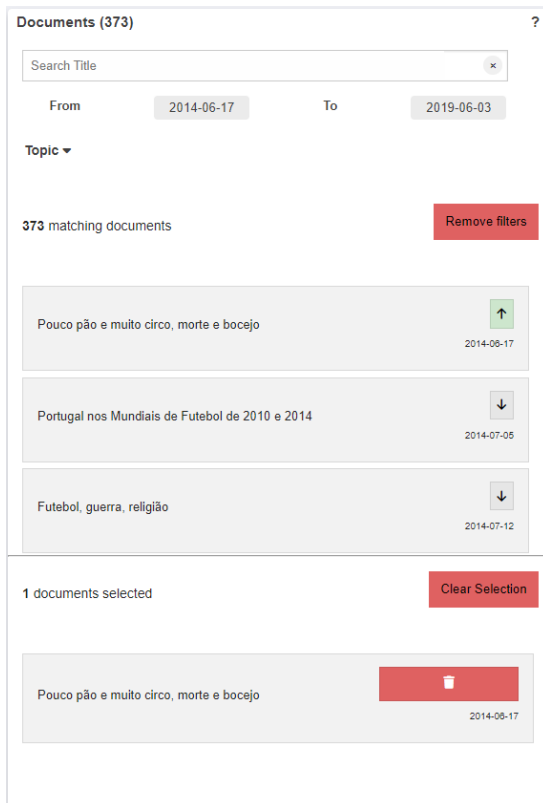 Documents (373) ?
Search Title ×
From 2014-06-17 To 2019-06-03
Topic
373 matching documents Remove filters
Pouco pão e muito circo, morte e bocejo
2014-06-17
Portugal nos Mundiais de Futebol de 2010 e 2014
2014-07-05
Futebol, guerra, religião
2014-07-12
1 documents selected Clear Selection
Pouco pão e muito circo, morte e bocejo
2014-06-17